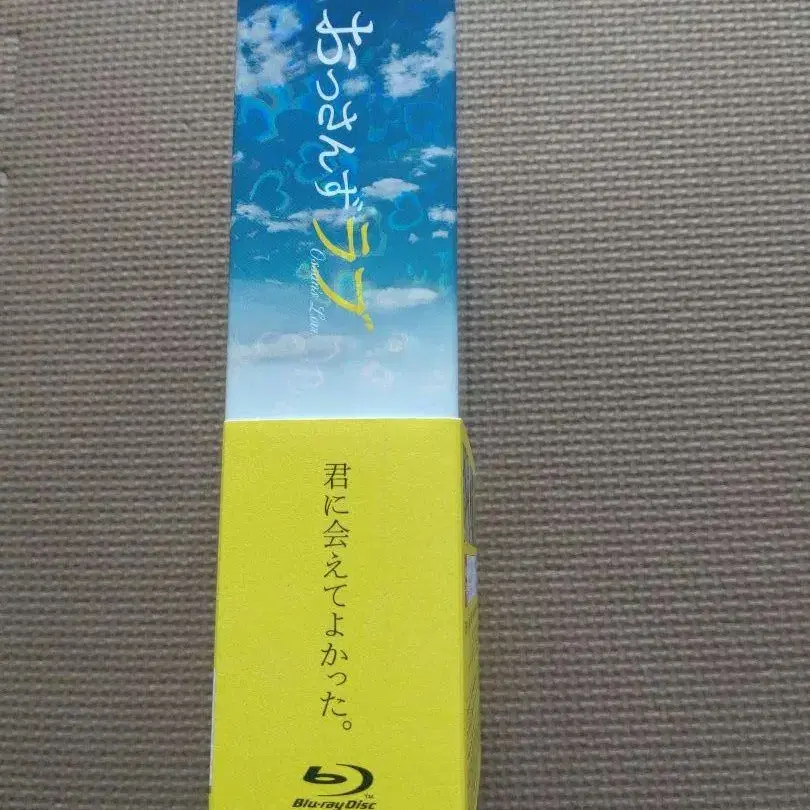 おっさんずラブ
Ossan's Love
君に会えてよかった。
Blu-ray Disc
TM